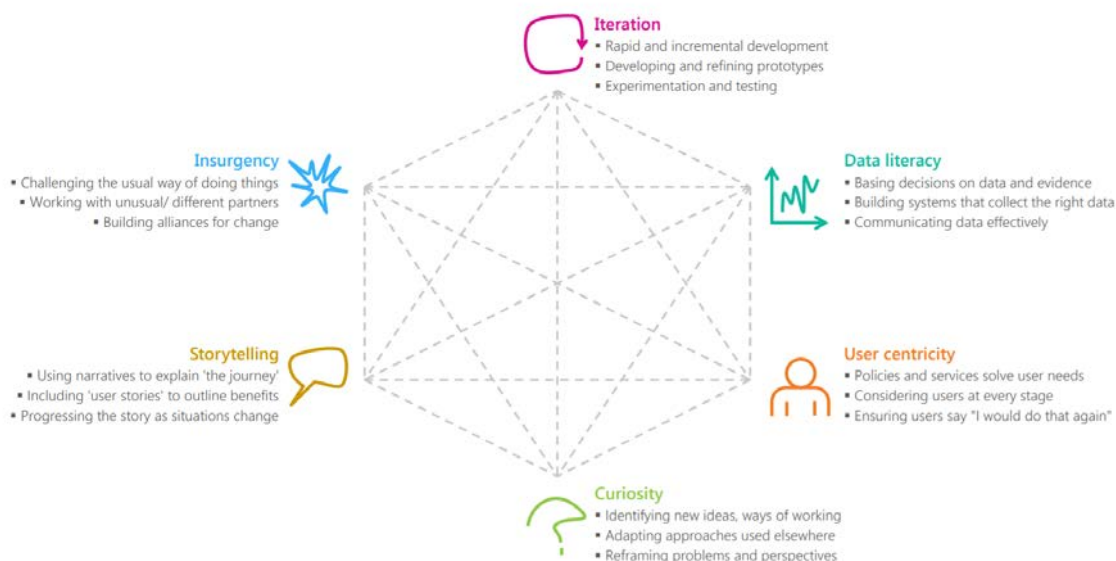 Iteration
▪ Rapid and incremental development
▪ Developing and refining prototypes
▪ Experimentation and testing
Insurgency
▪ Challenging the usual way of doing things
▪ Working with unusual/ different partners
▪ Building alliances for change
Data literacy
▪ Basing decisions on data and evidence
▪ Building systems that collect the right data
▪ Communicating data effectively
Storytelling
▪ Using narratives to explain 'the journey'
▪ Including 'user stories' to outline benefits
▪ Progressing the story as situations change
User centricity
▪ Policies and services solve user needs
▪ Considering users at every stage
▪ Ensuring users say "I would do that again"
Curiosity
▪ Identifying new ideas, ways of working
▪ Adapting approaches used elsewhere
▪ Reframing problems and perspectives